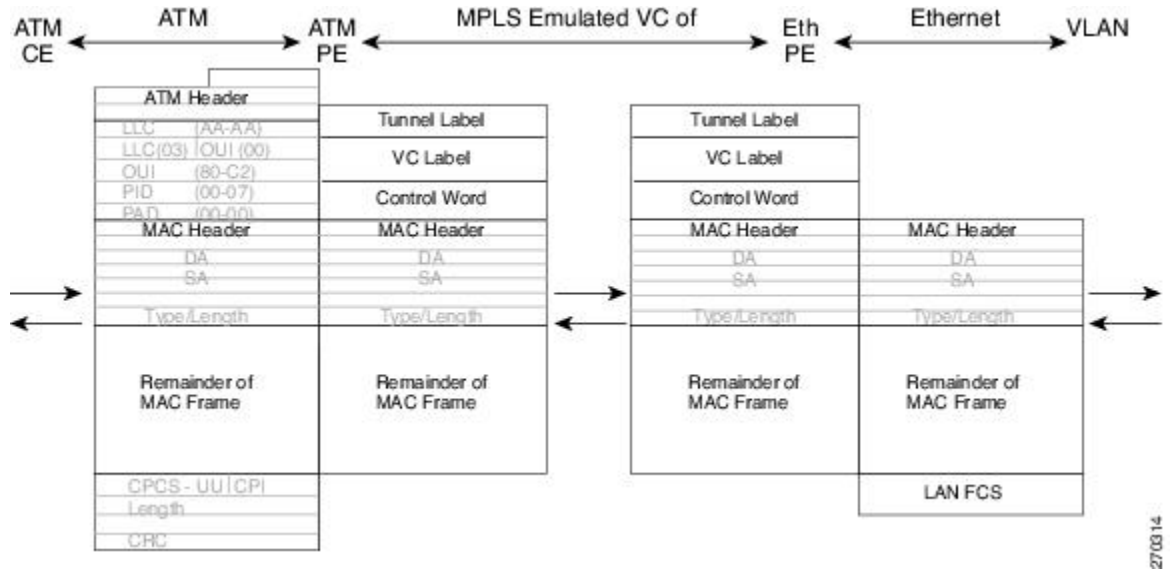 ATM CE
ATM
ATM PE
MPLS Emulated VC of
Eth PE
Ethernet
VLAN
ATM Header
LLC (AA-AA)
LLC(03) OUI (00)
OUI (80-C2)
PID (00-07)
PAD (00-00)
MAC Header
DA
SA
Type/Length
Remainder of
MAC Frame
CPCS - UU CPI
Length
CRC
Tunnel Label
VC Label
Control Word
MAC Header
DA
SA
Type/Length
Remainder of
MAC Frame
Tunnel Label
VC Label
Control Word
MAC Header
DA
SA
Type/Length
Remainder of
MAC Frame
MAC Header
DA
SA
Type/Length
Remainder of
MAC Frame
LAN FCS
270314